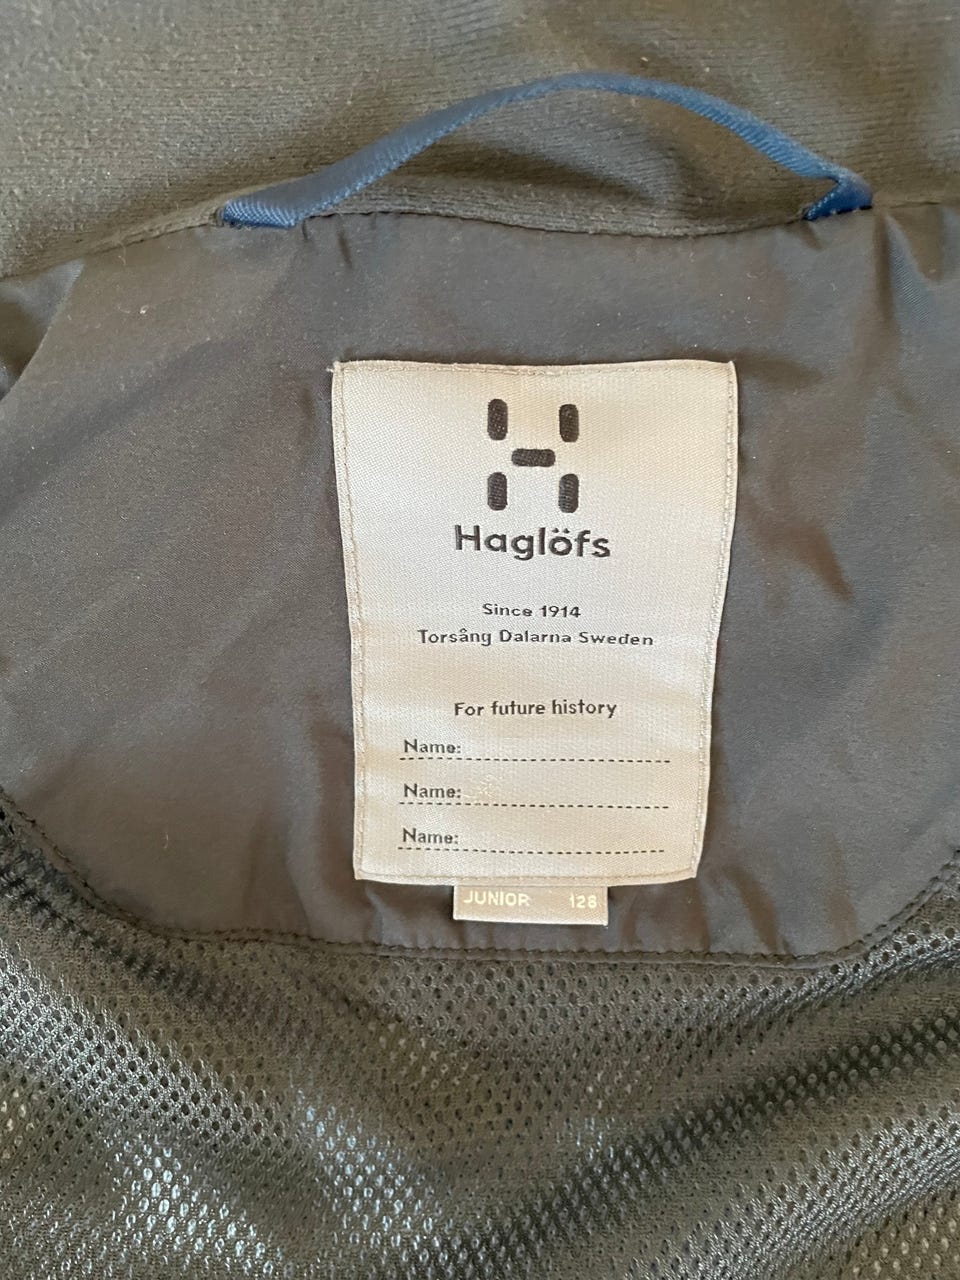 Haglöfs
Since 1914
Torsång Dalarna Sweden
For future history
Name:
Name:
Name:
JUNIOR 128